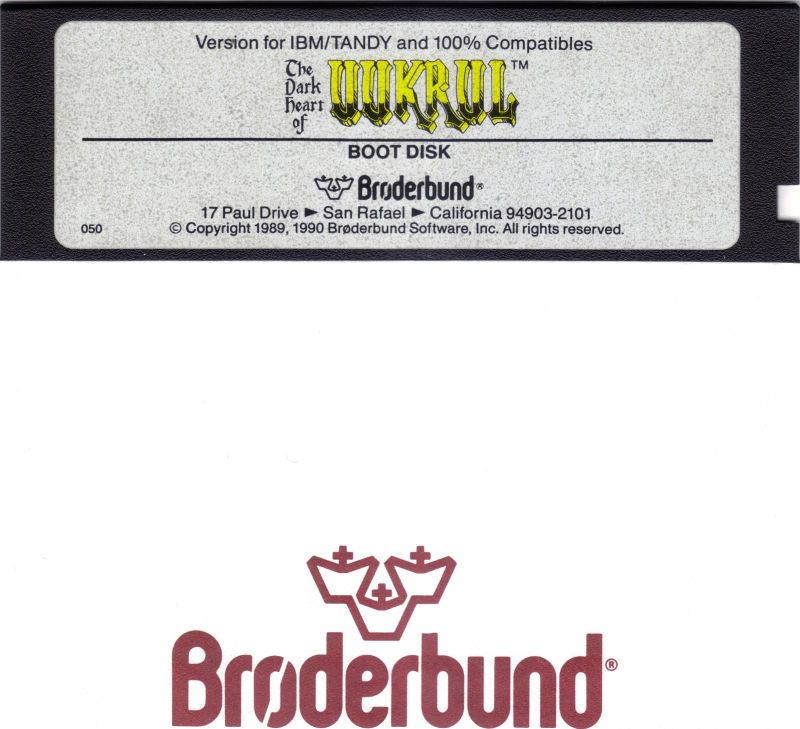 Version for IBM/TANDY and 100% Compatibles
The Dark Heart of UUKRUL™
BOOT DISK
Brøderbund®
17 Paul Drive ► San Rafael ► California 94903-2101
050 © Copyright 1989, 1990 Brøderbund Software, Inc. All rights reserved.
Brøderbund®